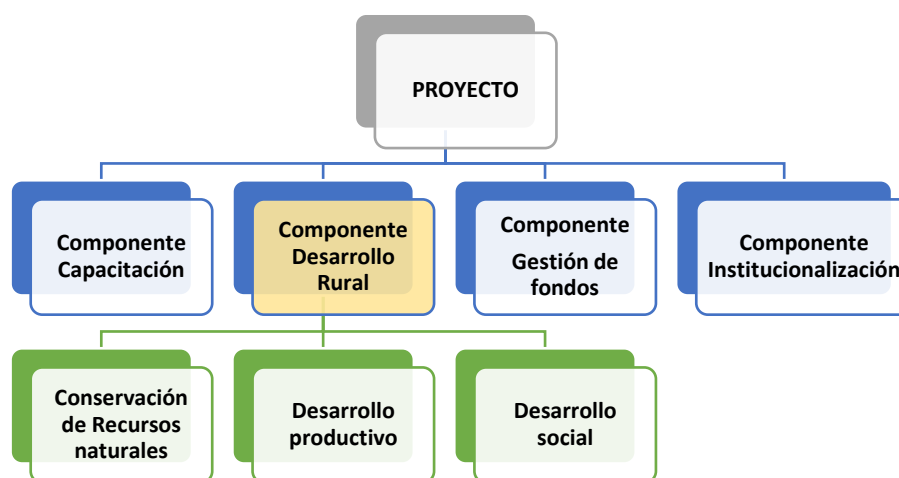 PROYECTO
Componente
Capacitación
Componente
Desarrollo
Rural
Componente
Gestión de
fondos
Componente
Institucionalización
Conservación
de Recursos
naturales
Desarrollo
productivo
Desarrollo
social